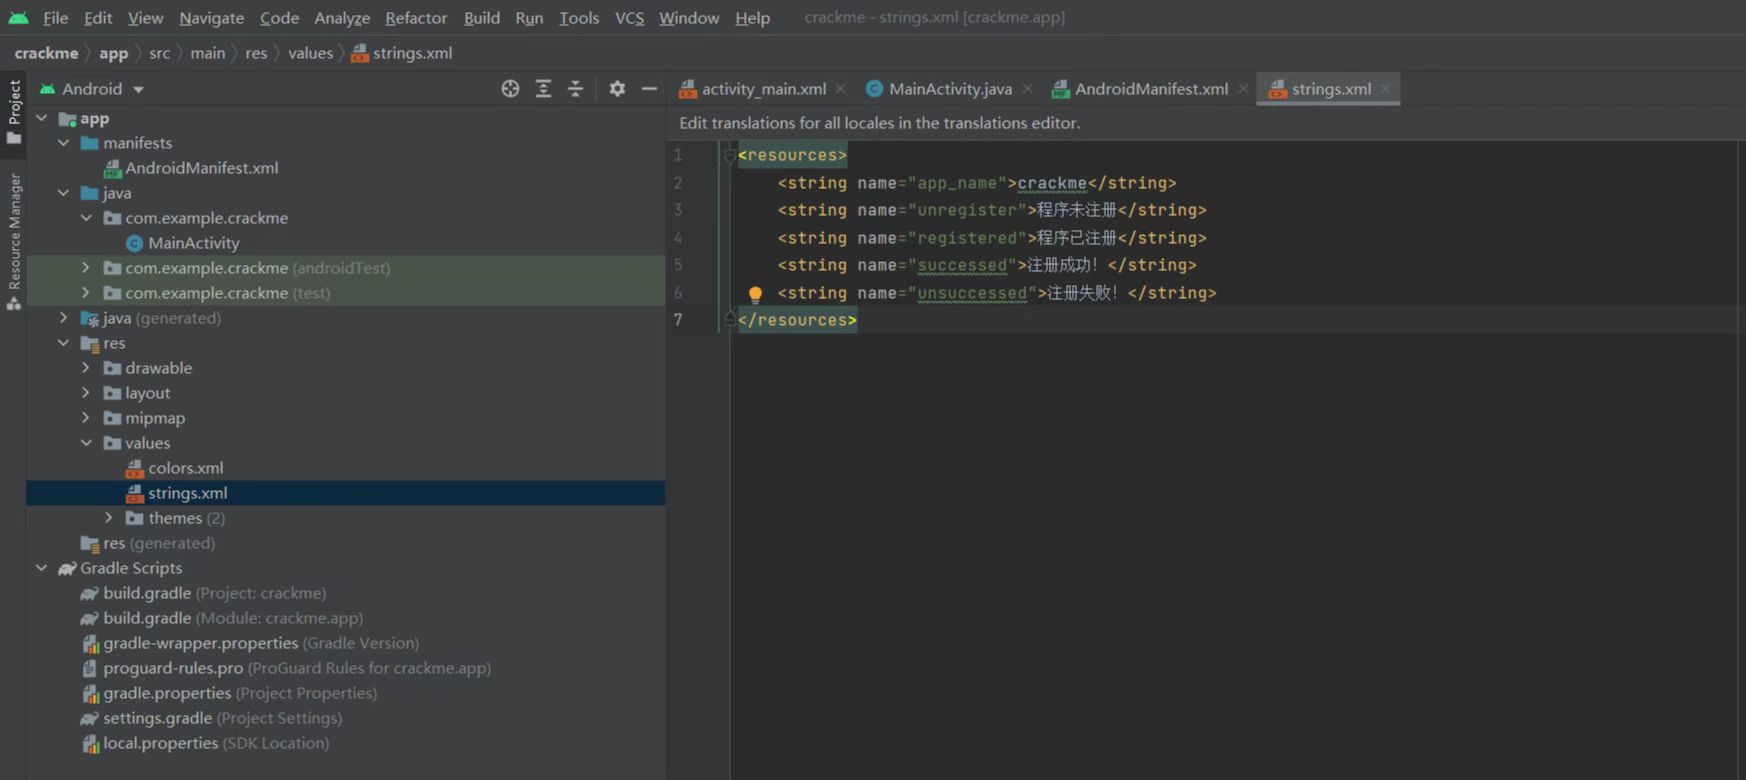 File Edit View Navigate Code Analyze Refactor Build Run Tools VCS Window Help crackme - strings.xml [crackme.app]
crackme app src main res values strings.xml
Project
Resource Manager
Android
app
manifests
AndroidManifest.xml
java
com.example.crackme
MainActivity
com.example.crackme (androidTest)
com.example.crackme (test)
java (generated)
res
drawable
layout
mipmap
values
colors.xml
strings.xml
themes (2)
res (generated)
Gradle Scripts
build.gradle (Project: crackme)
build.gradle (Module: crackme.app)
gradle-wrapper.properties (Gradle Version)
proguard-rules.pro (ProGuard Rules for crackme.app)
gradle.properties (Project Properties)
settings.gradle (Project Settings)
local.properties (SDK Location)
activity_main.xml MainActivity.java AndroidManifest.xml strings.xml
Edit translations for all locales in the translations editor.
1 <resources>
2 <string name="app_name">crackme</string>
3 <string name="unregister">程序未注册</string>
4 <string name="registered">程序已注册</string>
5 <string name="successed">注册成功！</string>
6 <string name="unsuccessed">注册失败！</string>
7 </resources>